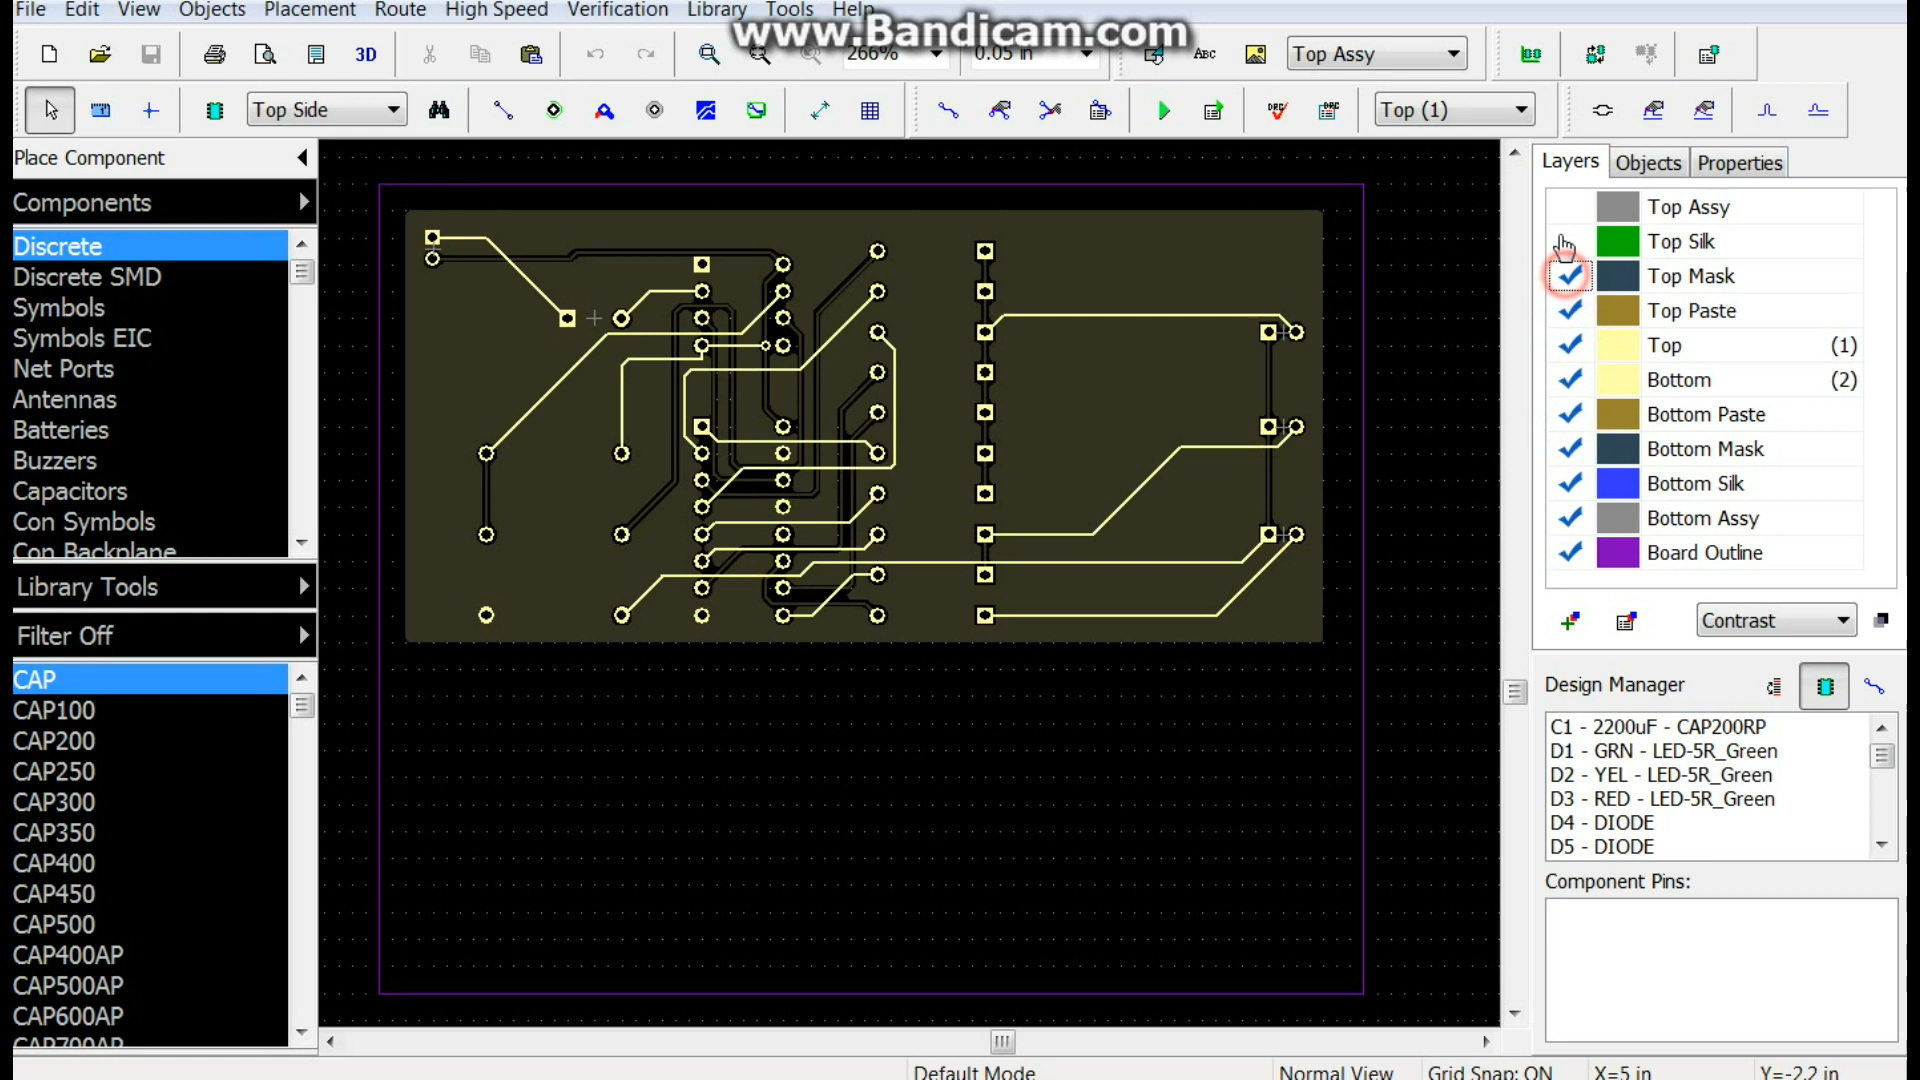 File Edit View Objects Placement Route High Speed Verification Library Tools Help
www.Bandicam.com
3D 266% 0.05 in ABC Top Assy
Top Side DRC DRC Top (1)
Place Component
Components
Discrete
Discrete SMD
Symbols
Symbols EIC
Net Ports
Antennas
Batteries
Buzzers
Capacitors
Con Symbols
Con Backplane
Library Tools
Filter Off
CAP
CAP100
CAP200
CAP250
CAP300
CAP350
CAP400
CAP450
CAP500
CAP400AP
CAP500AP
CAP600AP
CAP700AP
Layers Objects Properties
Top Assy
Top Silk
Top Mask
Top Paste
Top (1)
Bottom (2)
Bottom Paste
Bottom Mask
Bottom Silk
Bottom Assy
Board Outline
Contrast
Design Manager
C1 - 2200uF - CAP200RP
D1 - GRN - LED-5R_Green
D2 - YEL - LED-5R_Green
D3 - RED - LED-5R_Green
D4 - DIODE
D5 - DIODE
Component Pins:
Default Mode Normal View Grid Snap: ON X=5 in Y=-2.2 in